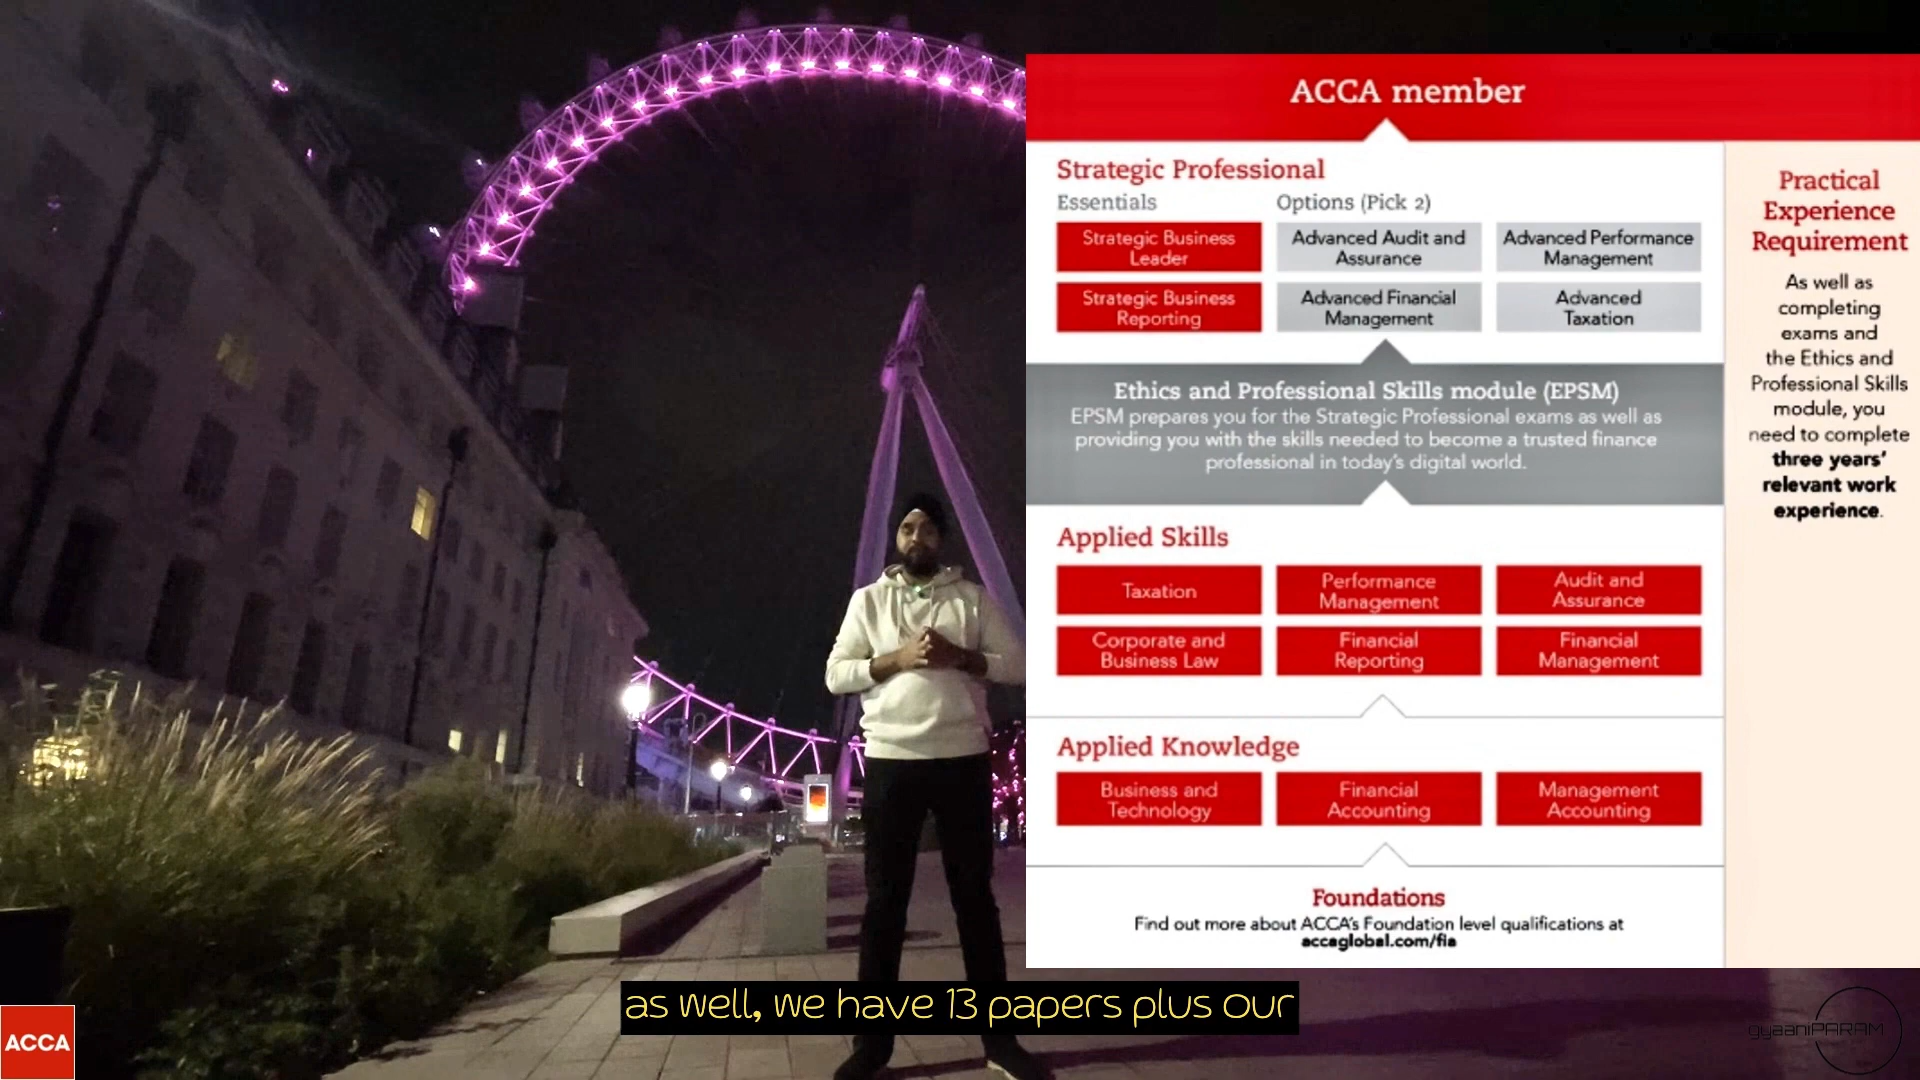 ACCA member
Strategic Professional
Essentials
Options (Pick 2)
Strategic Business
Leader
Advanced Audit and
Assurance
Advanced Performance
Management
Strategic Business
Reporting
Advanced Financial
Management
Advanced
Taxation
Ethics and Professional Skills module (EPSM)
EPSM prepares you for the Strategic Professional exams as well as
providing you with the skills needed to become a trusted finance
professional in today's digital world.
Applied Skills
Taxation
Performance
Management
Audit and
Assurance
Corporate and
Business Law
Financial
Reporting
Financial
Management
Applied Knowledge
Business and
Technology
Financial
Accounting
Management
Accounting
Foundations
Find out more about ACCA's Foundation level qualifications at
accaglobal.com/fia
Practical
Experience
Requirement
As well as
completing
exams and
the Ethics and
Professional Skills
module, you
need to complete
three years'
relevant work
experience.
as well, we have 13 papers plus our
ACCA
gyaaniPARAM